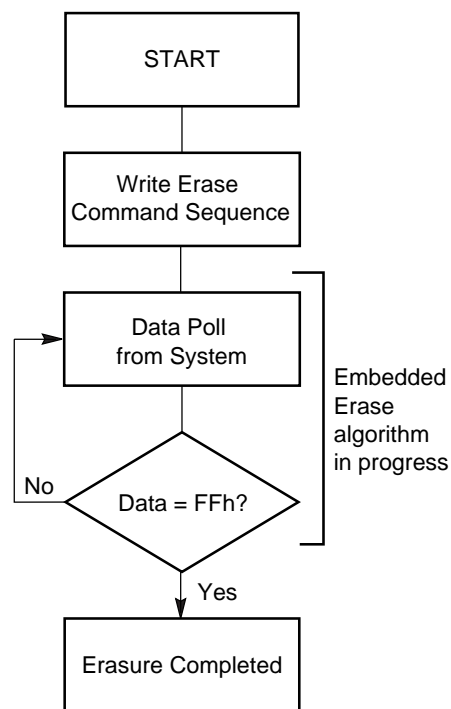 START
Write Erase
Command Sequence
Data Poll
from System
Embedded
Erase
algorithm
in progress
No
Data = FFh?
Yes
Erasure Completed